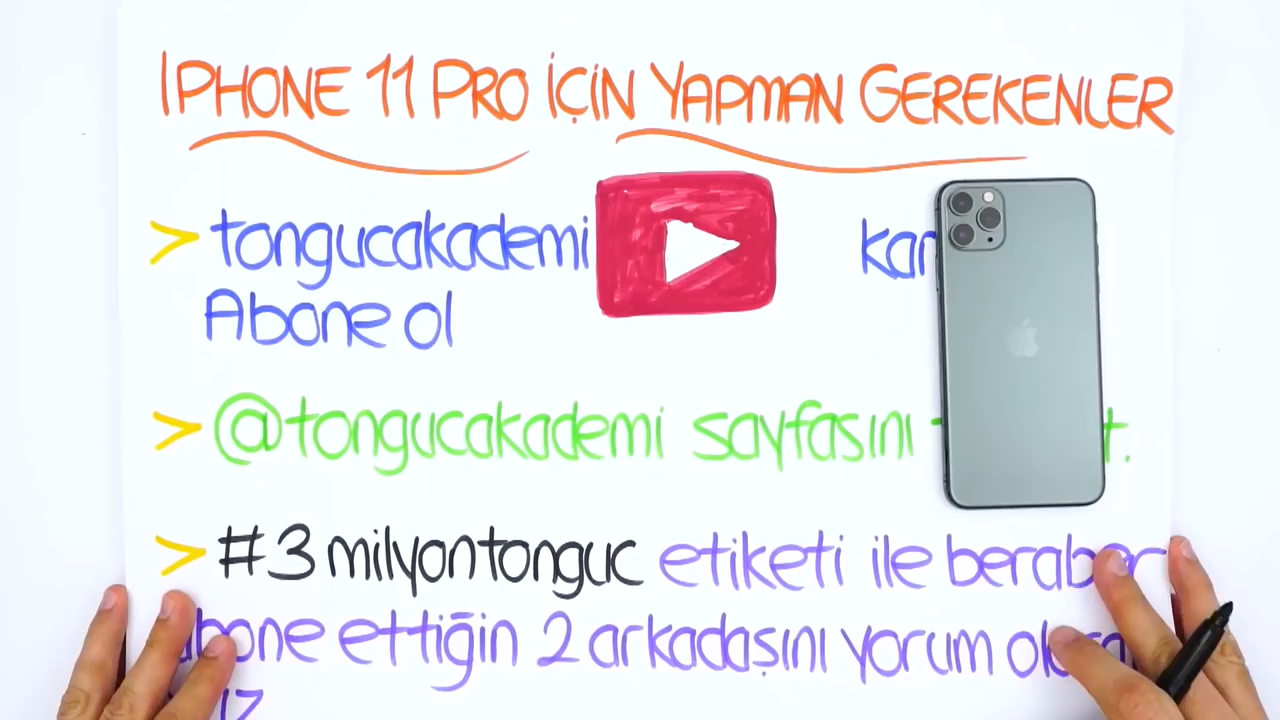 IPHONE 11 PRO İÇİN YAPMAN GEREKENLER
> tongucakademi
Abone ol
> @tongucakademi sayfasını
> #3milyontonguc etiketi ile beraber
abone ettiğin 2 arkadaşını yorum